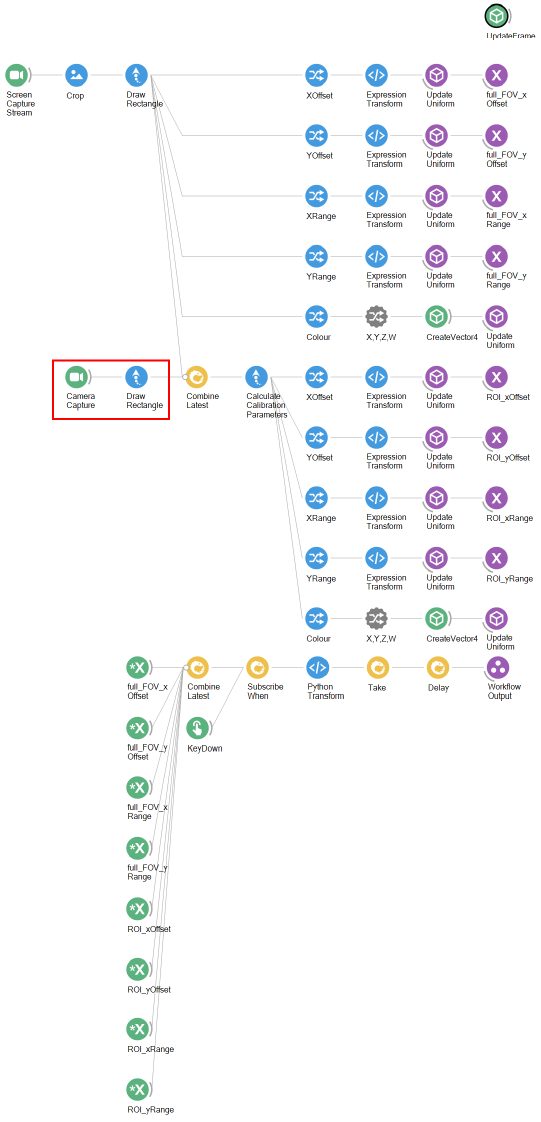 UpdateFrame
Screen
Capture
Stream
Crop
Draw
Rectangle
XOffset
Expression
Transform
Update
Uniform
full_FOV_x
Offset
YOffset
Expression
Transform
Update
Uniform
full_FOV_y
Offset
XRange
Expression
Transform
Update
Uniform
full_FOV_x
Range
YRange
Expression
Transform
Update
Uniform
full_FOV_y
Range
Colour
X,Y,Z,W
CreateVector4
Update
Uniform
Camera
Capture
Draw
Rectangle
Combine
Latest
Calculate
Calibration
Parameters
XOffset
Expression
Transform
Update
Uniform
ROI_xOffset
YOffset
Expression
Transform
Update
Uniform
ROI_yOffset
XRange
Expression
Transform
Update
Uniform
ROI_xRange
YRange
Expression
Transform
Update
Uniform
ROI_yRange
Colour
X,Y,Z,W
CreateVector4
Update
Uniform
full_FOV_x
Offset
Combine
Latest
Subscribe
When
Python
Transform
Take
Delay
Workflow
Output
full_FOV_y
Offset
KeyDown
full_FOV_x
Range
full_FOV_y
Range
ROI_xOffset
ROI_yOffset
ROI_xRange
ROI_yRange